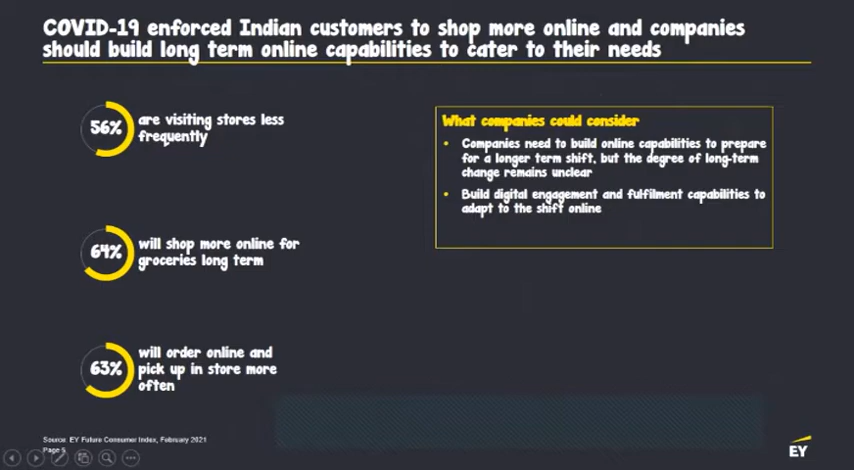 COVID-19 enforced Indian customers to shop more online and companies
should build long term online capabilities to cater to their needs
56%
are visiting stores less
frequently
64%
will shop more online for
groceries long term
63%
will order online and
pick up in store more
often
What companies could consider
• Companies need to build online capabilities to prepare
for a longer term shift, but the degree of long-term
change remains unclear
• Build digital engagement and fulfilment capabilities to
adapt to the shift online
Source: EY Future Consumer Index, February 2021
Page 5
EY